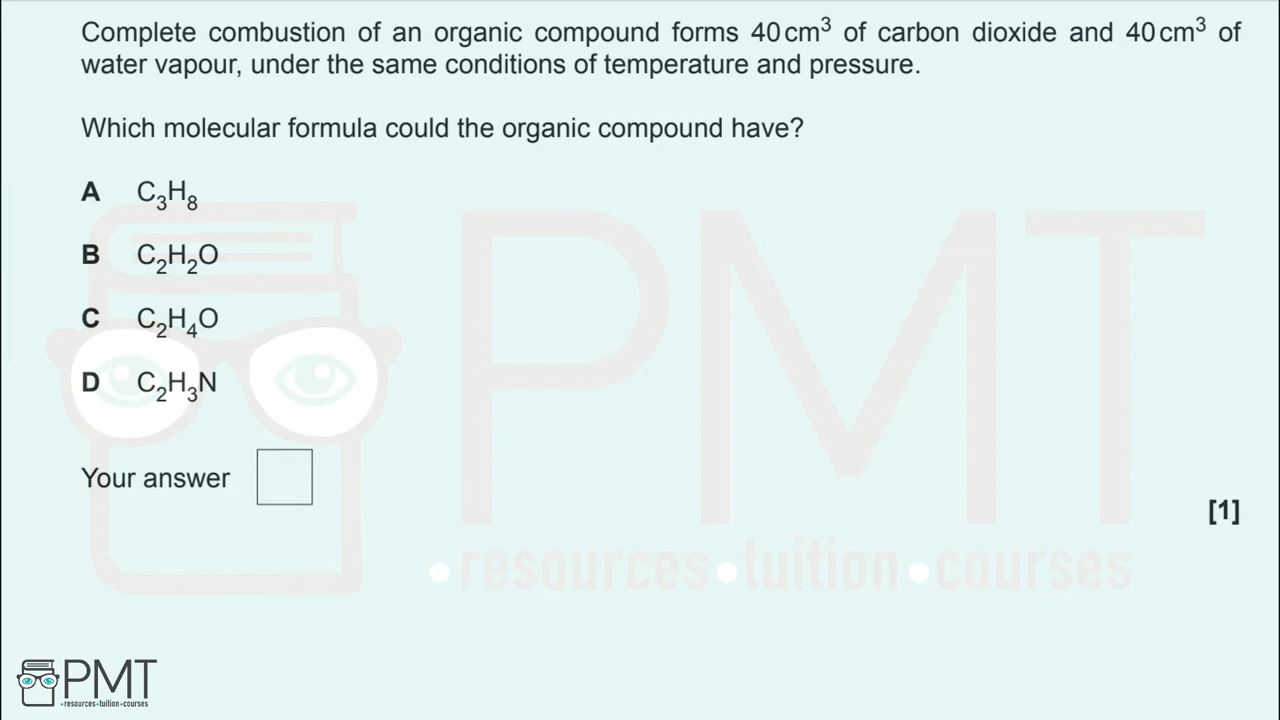 Complete combustion of an organic compound forms 40 cm³ of carbon dioxide and 40 cm³ of
water vapour, under the same conditions of temperature and pressure.
Which molecular formula could the organic compound have?
A C₃H₈
B C₂H₂O
C C₂H₄O
D C₂H₃N
Your answer
[1]
PMT
•resources•tuition•courses
PMT
•resources•tuition•courses